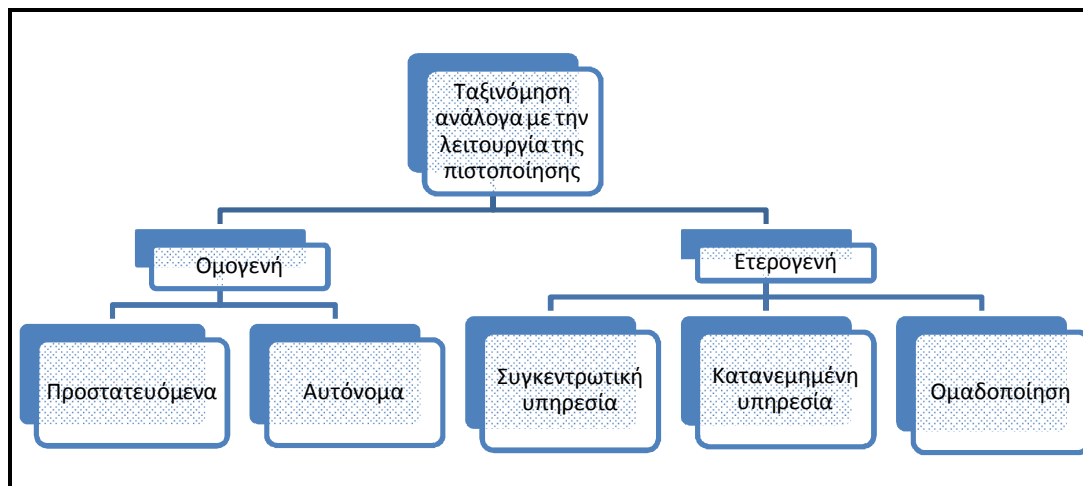 Ταξινόμηση
ανάλογα με την
λειτουργία της
πιστοποίησης
Ομογενή
Ετερογενή
Προστατευόμενα
Αυτόνομα
Συγκεντρωτική
υπηρεσία
Κατανεμημένη
υπηρεσία
Ομαδοποίηση